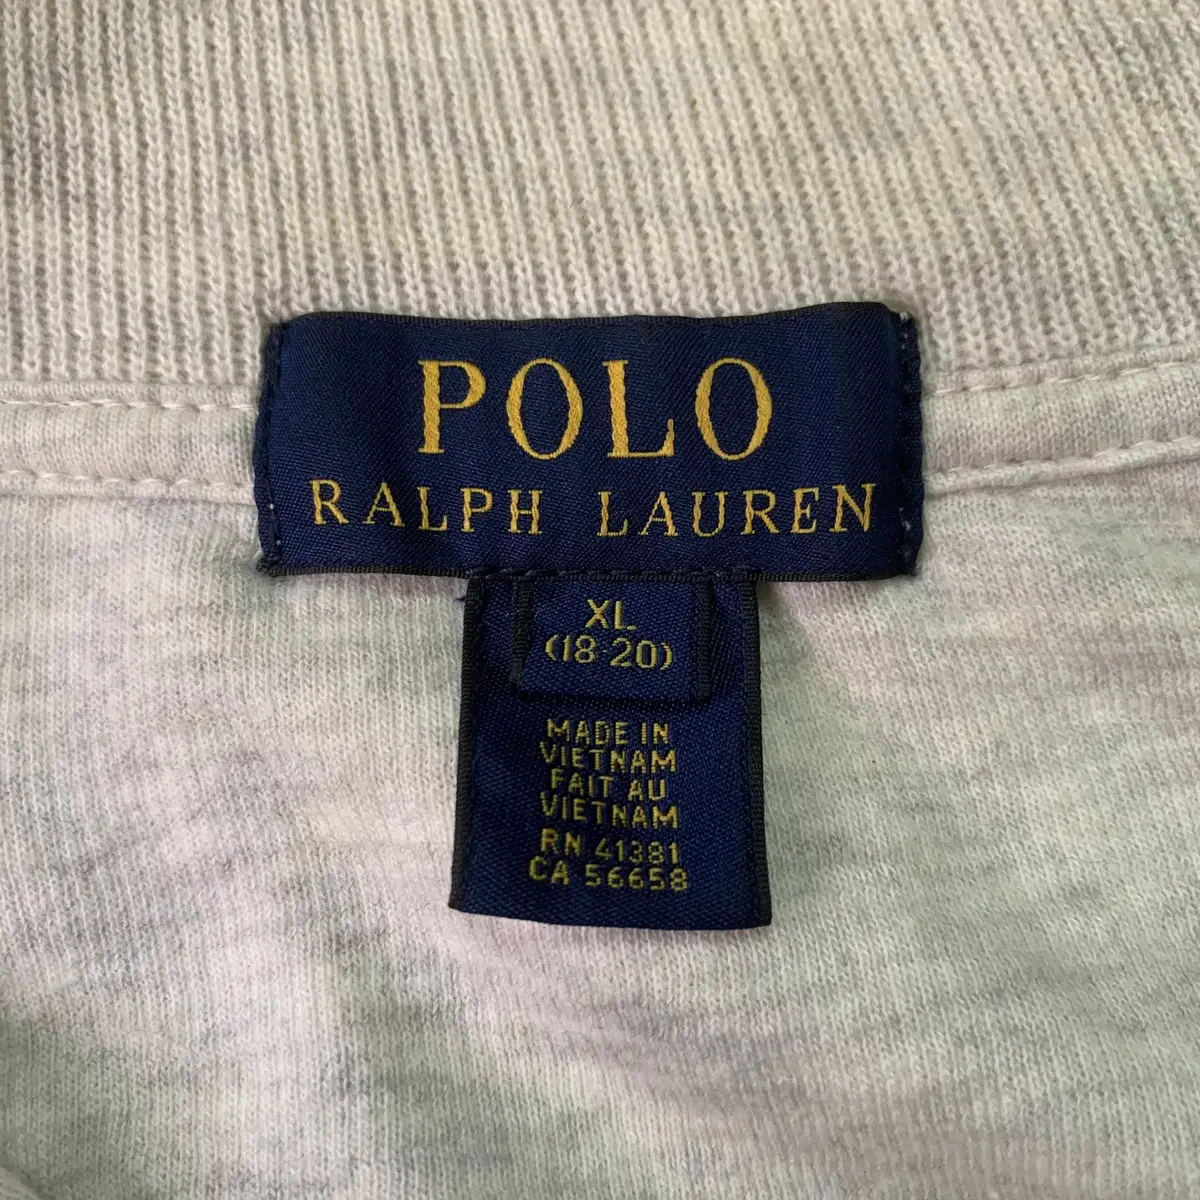 POLO
RALPH LAUREN
XL
(18-20)
MADE IN
VIETNAM
FAIT AU
VIETNAM
RN 41381
CA 56658